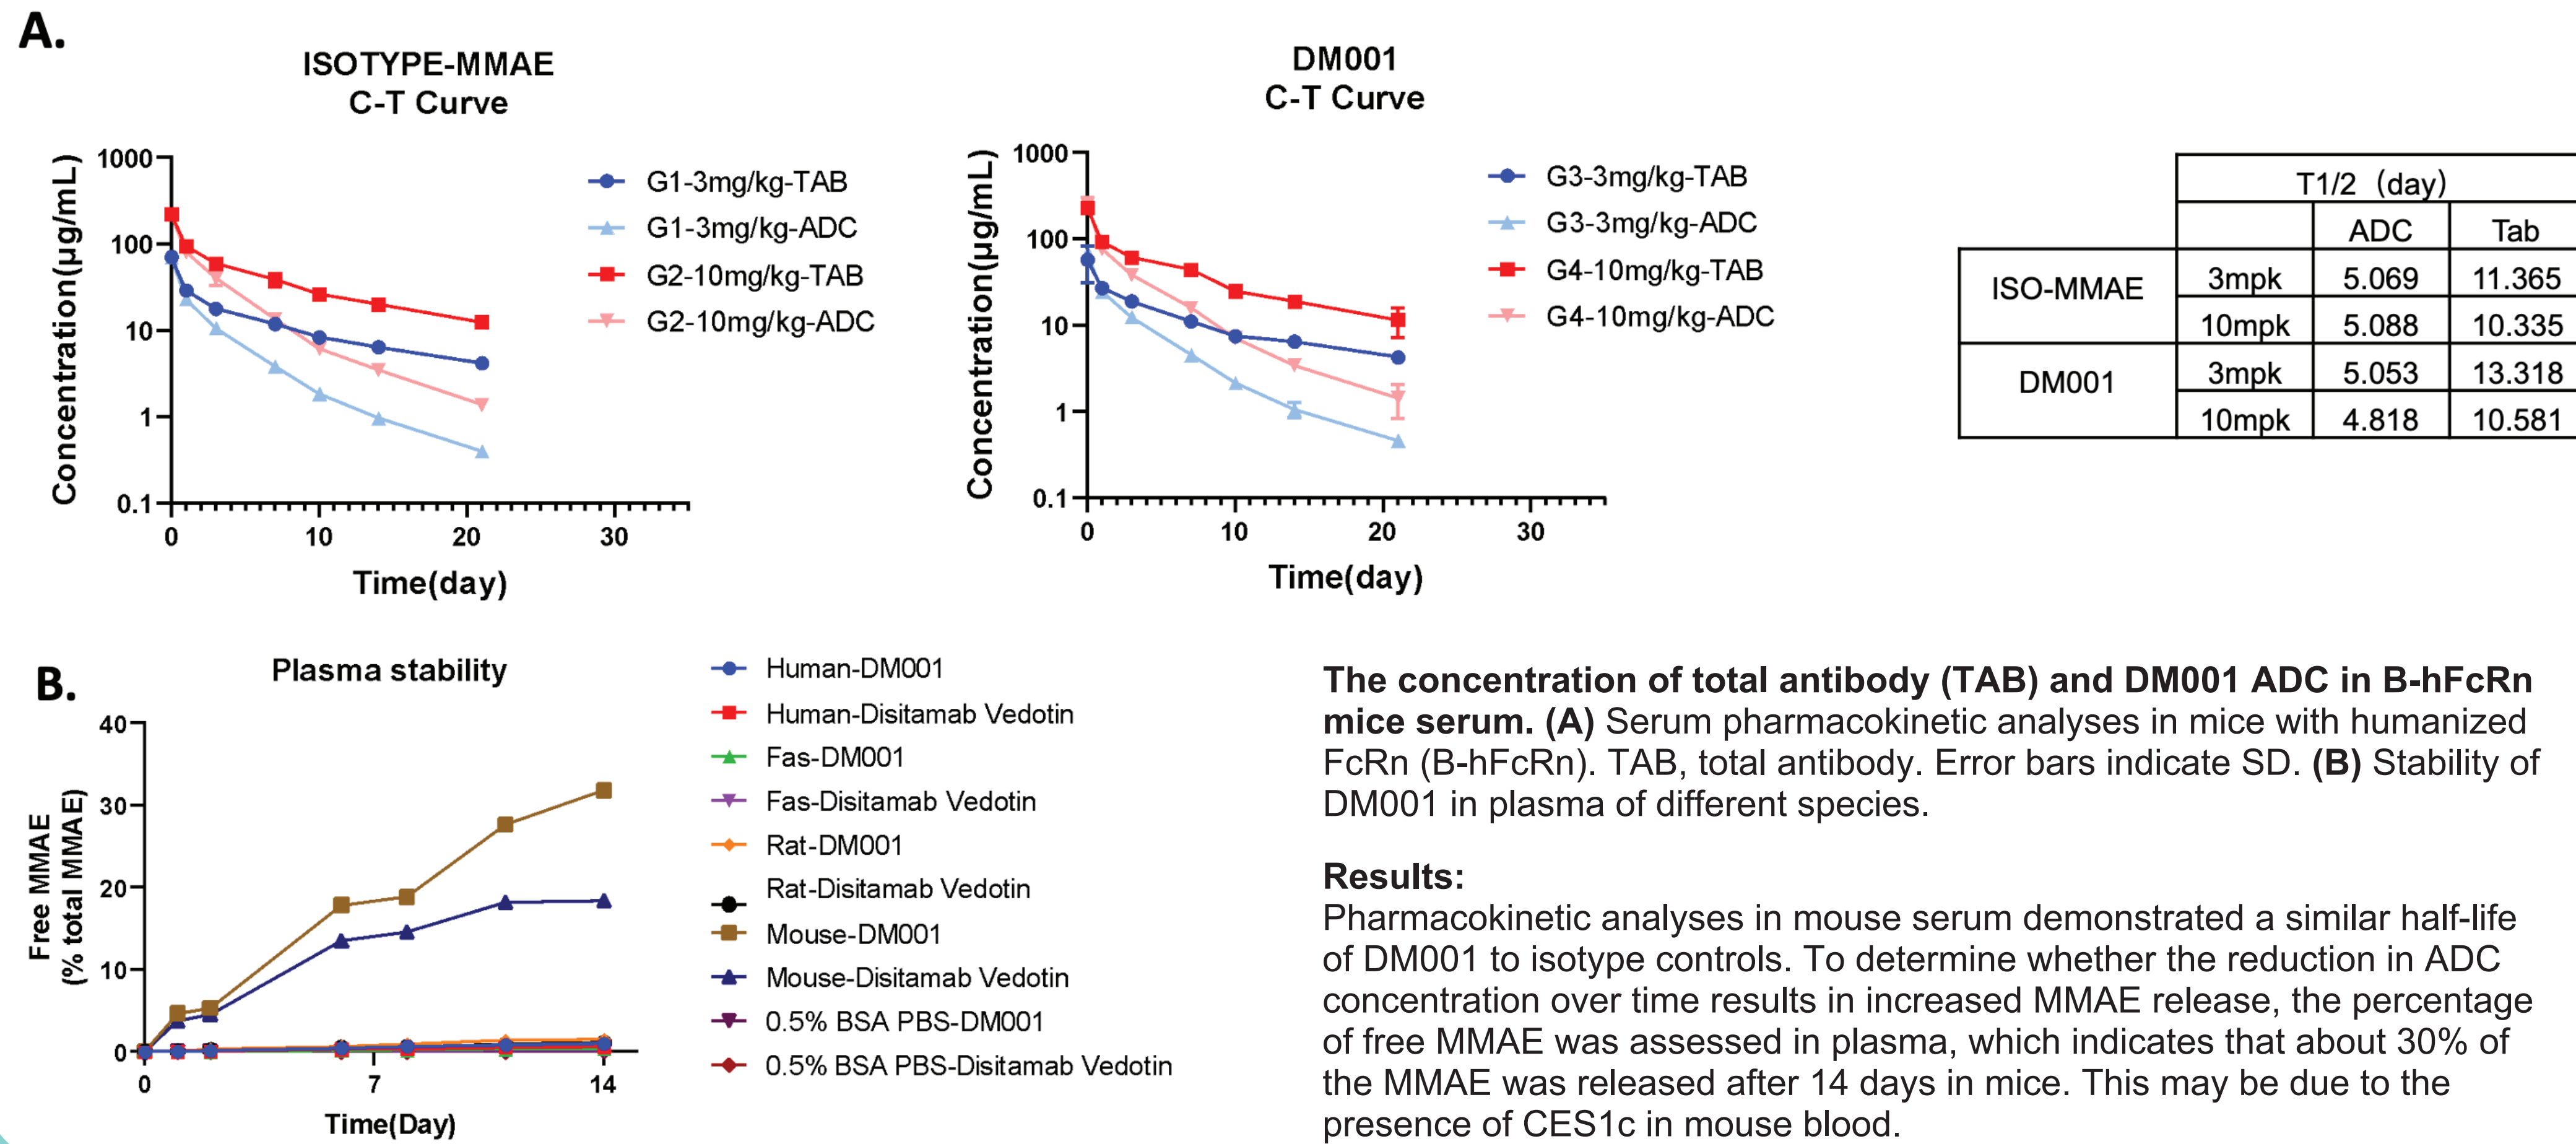 A.
ISOTYPE-MMAE
C-T Curve
Concentration(µg/mL)
1000
100
10
1
0.1
0 10 20 30
Time(day)
G1-3mg/kg-TAB
G1-3mg/kg-ADC
G2-10mg/kg-TAB
G2-10mg/kg-ADC
DM001
C-T Curve
Concentration(µg/mL)
1000
100
10
1
0.1
0 10 20 30
Time(day)
G3-3mg/kg-TAB
G3-3mg/kg-ADC
G4-10mg/kg-TAB
G4-10mg/kg-ADC
T1/2 (day)
ADC Tab
ISO-MMAE 3mpk 5.069 11.365
10mpk 5.088 10.335
DM001 3mpk 5.053 13.318
10mpk 4.818 10.581
B.
Plasma stability
Free MMAE
(% total MMAE)
40
30
20
10
0
0 7 14
Time(Day)
Human-DM001
Human-Disitamab Vedotin
Fas-DM001
Fas-Disitamab Vedotin
Rat-DM001
Rat-Disitamab Vedotin
Mouse-DM001
Mouse-Disitamab Vedotin
0.5% BSA PBS-DM001
0.5% BSA PBS-Disitamab Vedotin
The concentration of total antibody (TAB) and DM001 ADC in B-hFcRn
mice serum. (A) Serum pharmacokinetic analyses in mice with humanized
FcRn (B-hFcRn). TAB, total antibody. Error bars indicate SD. (B) Stability of
DM001 in plasma of different species.
Results:
Pharmacokinetic analyses in mouse serum demonstrated a similar half-life
of DM001 to isotype controls. To determine whether the reduction in ADC
concentration over time results in increased MMAE release, the percentage
of free MMAE was assessed in plasma, which indicates that about 30% of
the MMAE was released after 14 days in mice. This may be due to the
presence of CES1c in mouse blood.